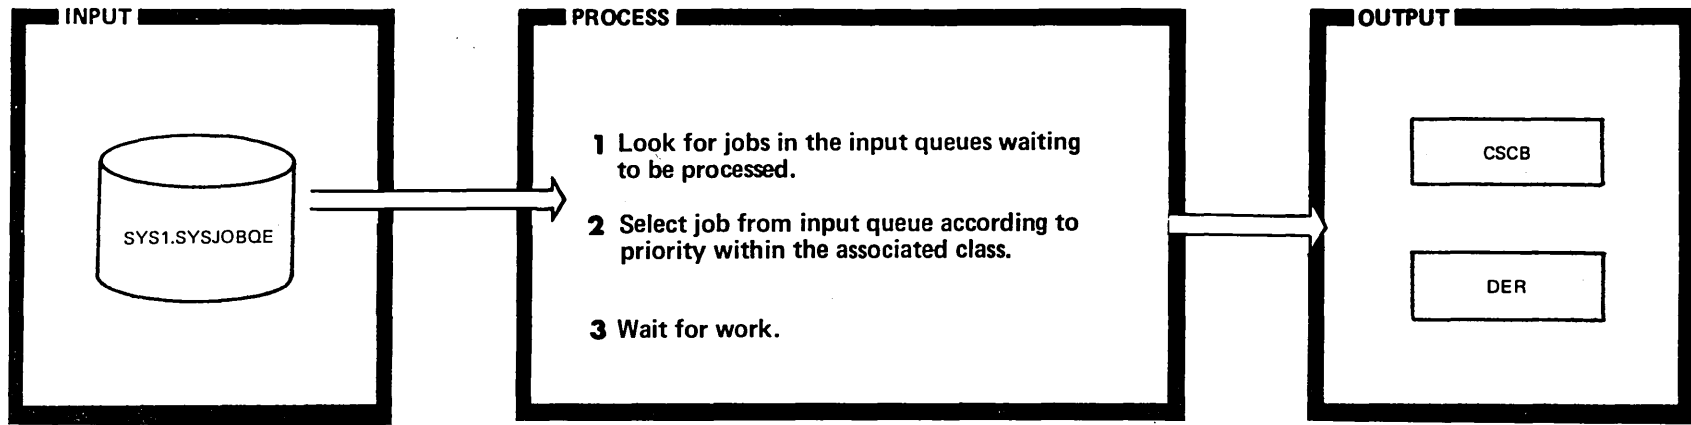 INPUT
SYS1.SYSJOBQE
PROCESS
1 Look for jobs in the input queues waiting
to be processed.
2 Select job from input queue according to
priority within the associated class.
3 Wait for work.
OUTPUT
CSCB
DER